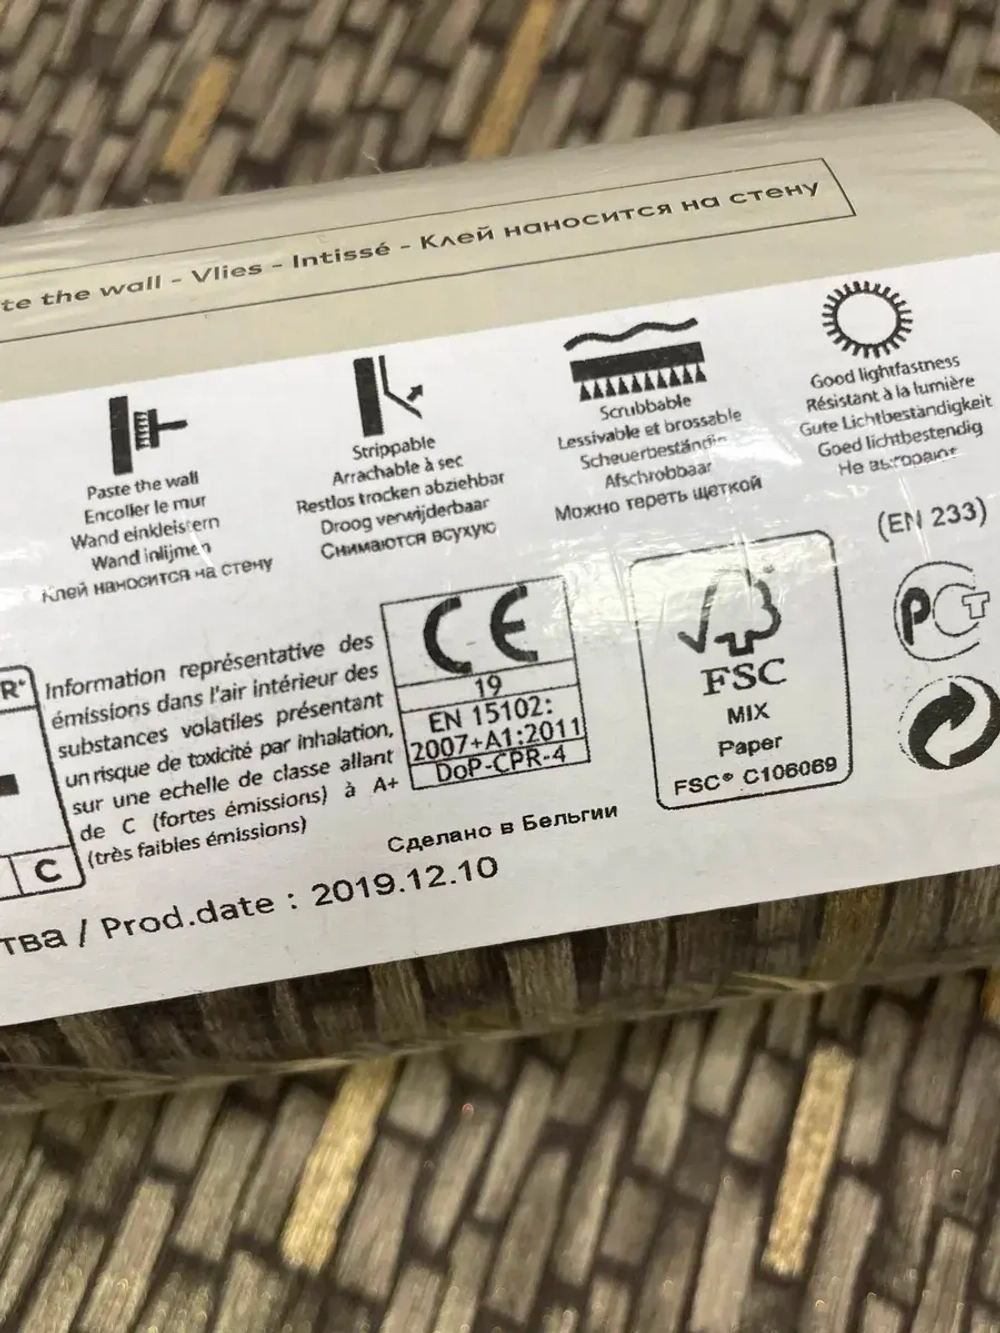 te the wall - Vlies - Intissé - Клей наносится на стену
Paste the wall
Encoller le mur
Wand einkleistern
Wand inlijmen
Клей наносится на стену
Strippable
Arrachable à sec
Restlos trocken abziehbar
Droog verwijderbaar
Снимаются всухую
Scrubbable
Lessivable et brossable
Scheuerbeständig
Afschrobbaar
Можно тереть щеткой
Good lightfastness
Résistant à la lumière
Gute Lichtbeständigkeit
Goed lichtbestendig
Не выгорают
(EN 233)
R*
C
Information représentative des
émissions dans l'air intérieur des
substances volatiles présentant
un risque de toxicité par inhalation,
sur une echelle de classe allant
de C (fortes émissions) à A+
(très faibles émissions)
CE
19
EN 15102:
2007+A1:2011
DoP-CPR-4
FSC
MIX
Paper
FSC® C106069
РСТ
Сделано в Бельгии
тва / Prod.date : 2019.12.10